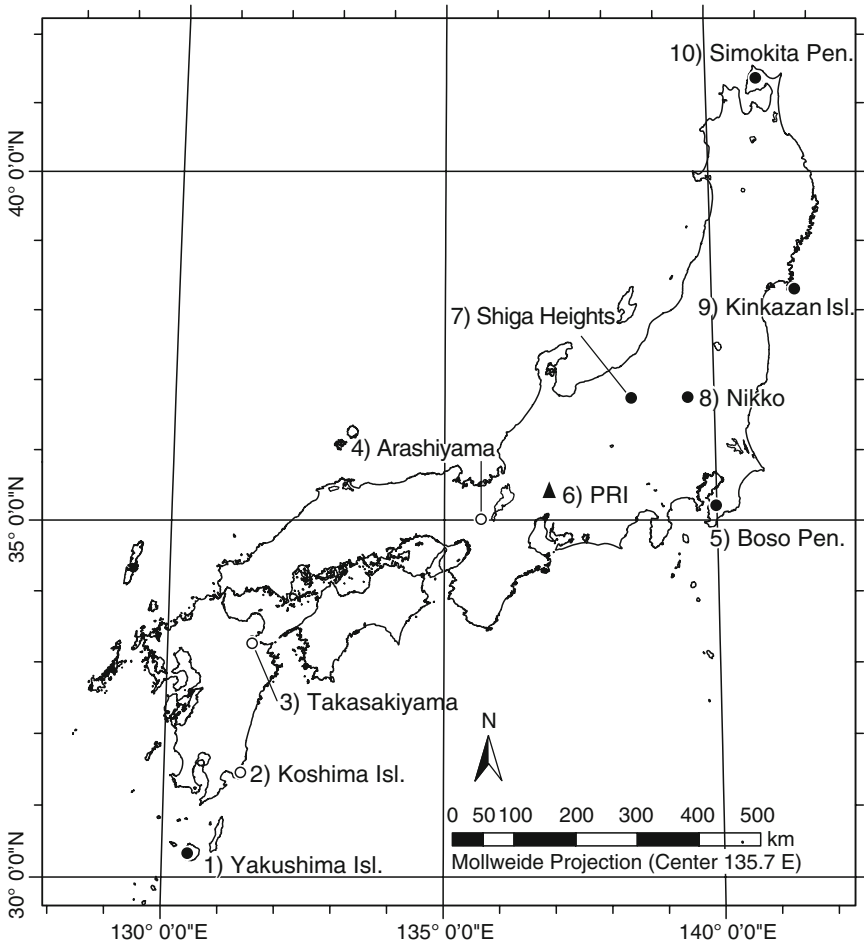 10) Simokita Pen.
40° 0'0"N
9) Kinkazan Isl.
7) Shiga Heights
8) Nikko
4) Arashiyama
6) PRI
35° 0'0"N
5) Boso Pen.
3) Takasakiyama
N
2) Koshima Isl.
0 50 100 200 300 400 500
km
Mollweide Projection (Center 135.7 E)
1) Yakushima Isl.
30° 0'0"N
130° 0'0"E 135° 0'0"E 140° 0'0"E